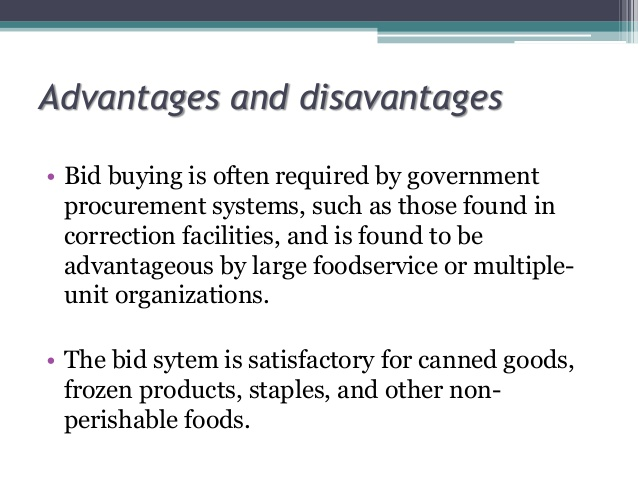 Advantages and disavantages
• Bid buying is often required by government
procurement systems, such as those found in
correction facilities, and is found to be
advantageous by large foodservice or multiple-
unit organizations.
• The bid sytem is satisfactory for canned goods,
frozen products, staples, and other non-
perishable foods.